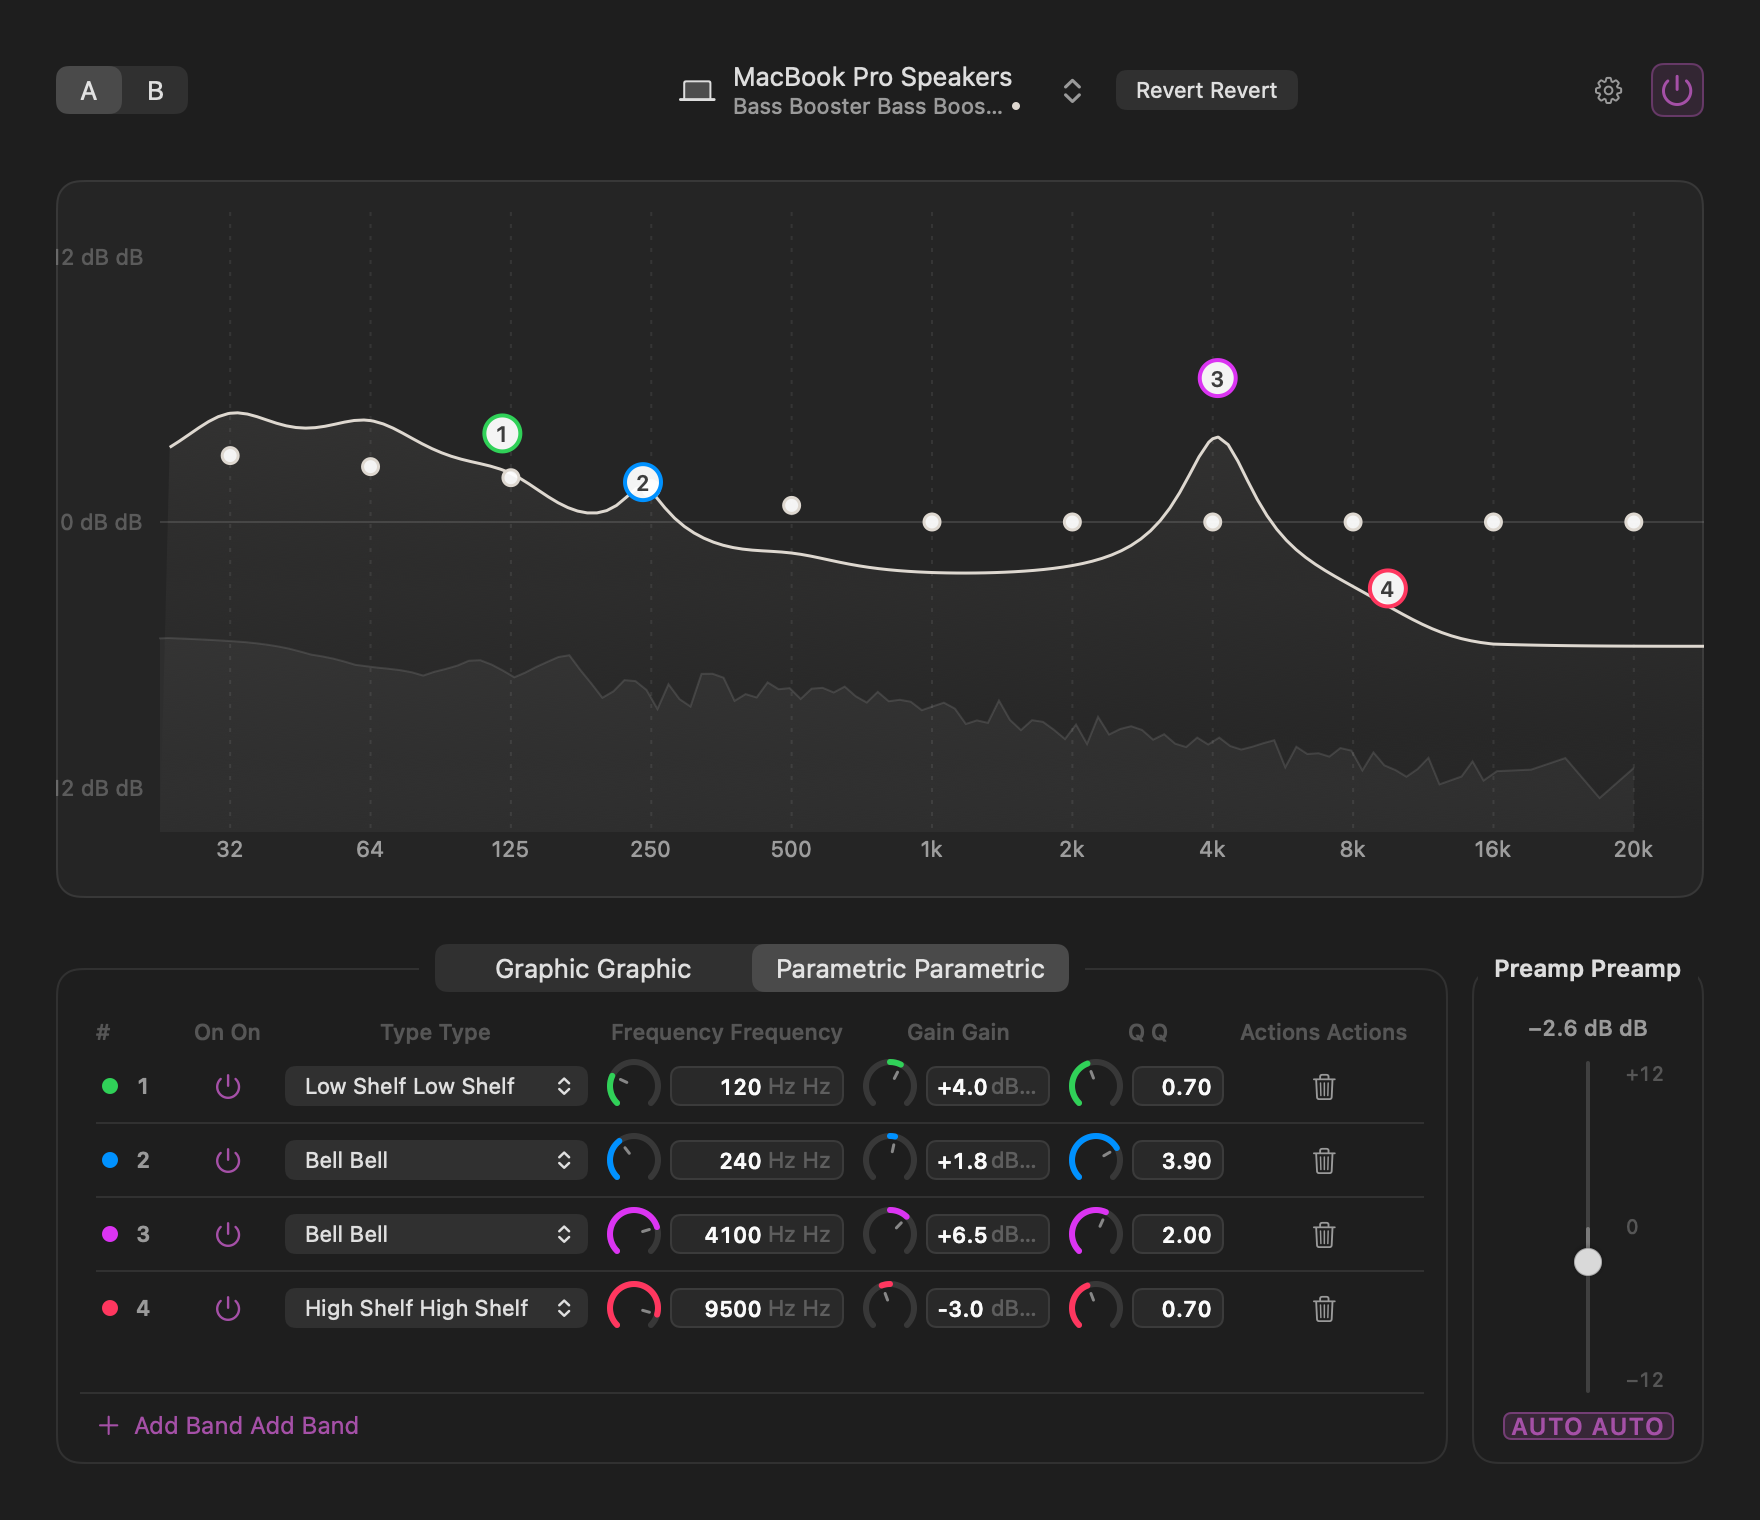 A B
MacBook Pro Speakers
Bass Booster Bass Boos... •
Revert Revert
12 dB dB
0 dB dB
12 dB dB
1
2
3
4
32 64 125 250 500 1k 2k 4k 8k 16k 20k
Graphic Graphic Parametric Parametric
# On On Type Type Frequency Frequency Gain Gain Q Q Actions Actions
1 Low Shelf Low Shelf 120 Hz Hz +4.0 dB... 0.70
2 Bell Bell 240 Hz Hz +1.8 dB... 3.90
3 Bell Bell 4100 Hz Hz +6.5 dB... 2.00
4 High Shelf High Shelf 9500 Hz Hz -3.0 dB... 0.70
+ Add Band Add Band
Preamp Preamp
−2.6 dB dB
+12
0
−12
AUTO AUTO